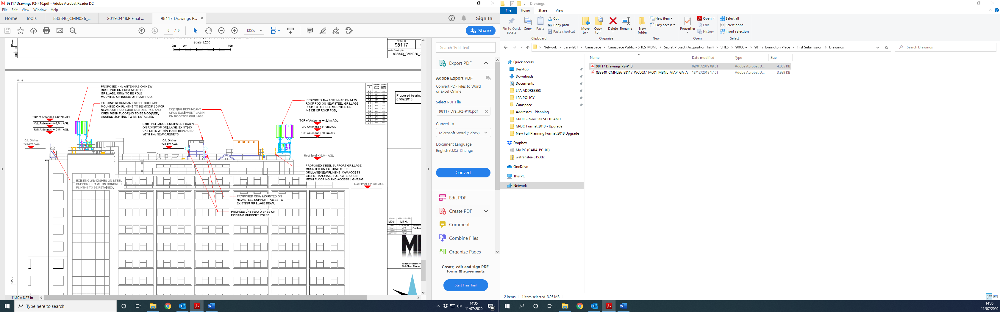 98117 Drawings P2-P10.pdf - Adobe Acrobat Reader DC
File Edit View Window Help
Home Tools 833840_CMN026_... 2019.0448.P Final ... 98117 Drawings P... × Sign In
9 / 9 125% Share
Scale 1:200
0m 2m 10m
EE Cell ID:
98117
Master Drawing No:
833840_CMN026_9
V 1.4
PROPOSED 4No ANTENNAS ON NEW
ROOF POD ON EXISTING STEEL
GRILLAGE. RRUs TO BE POLE
MOUNTED ON INSIDE OF ROOF POD.
EXISTING REDUNDANT STEEL GRILLAGE
MOUNTED ON PLINTHS TO BE MODIFIED FOR
NEW ROOF POD, EXISTING HANDRAIL AND
OPEN MESH FLOORING TO BE MODIFIED,
ACCESS LIGHTING TO BE INSTALLED.
EXISTING REDUNDANT
OPCS EQUIPMENT CABIN
ON ROOFTOP GRILLAGE
EXISTING LARGE EQUIPMENT CABIN
ON ROOFTOP GRILLAGE, EXISTING
CABINETS WITHIN TO BE REPLACED
WITH 9No NEW CABINETS.
PROPOSED 4No ANTENNAS ON NEW
ROOF POD ON NEW STEEL GRILLAGE.
RRUs TO BE POLE MOUNTED ON
INSIDE OF ROOF POD.
Proposed bearing
07/09/2018
TOP of Antennas +42,7m AGL
C/L Antennas +41,6m AGL
U/S Antennas +40,5m AGL
C/L Dishes
+38,0m AGL
C/L Dishes
+38,0m AGL
TOP of Antennas +42,1m AGL
C/L Antennas +41.0m AGL
U/S Antennas +39,9m AGL
Roof level +36.0m AGL
PROPOSED STEEL SUPPORT GRILLAGE
MOUNTED ON EXISTING STEEL
GRILLAGE/NEW PLINTHS. C/W ACCESS
STEPS, HANDRAIL, TOEPLATE, OPEN
MESH FLOORING AND ACCESS LIGHTING,
Roof level +31.0m AGL
EXISTING 2No DISHES ON STEEL
SUPPORT FRAME ON CONCRETE
PLINTHS TO BE RETAINED.
PROPOSED RRUs MOUNTED ON
NEW STEEL SUPPORT POLES TO
EXISTING GRILLAGE BEAM.
PROPSED 2No 600Ø DISHES ON
EXISTING SUPPORT POLES.
M001 MBNL
First Issue
Mobile Broadband Ne
Sixth Floor, Thames
100mm
11.69 x 8.27 in
Search 'Edit Text'
Export PDF
Adobe Export PDF
Convert PDF Files to Word
or Excel Online
Select PDF File
98117 Dra...P2-P10.pdf
Convert to
Microsoft Word (*.docx)
Document Language:
English (U.S.) Change
Convert
Edit PDF
Create PDF
Comment
Combine Files
Organize Pages
Create, edit and sign PDF
forms & agreements
Start Free Trial
Type here to search
14:35
11/07/2020
10
Drawings
File Home Share View
Pin to Quick access
Copy
Paste
Cut
Copy path
Paste shortcut
Clipboard
Move to
Copy to
Delete
Rename
Organise
New folder
New item
Easy access
New
Properties
Open
Edit
History
Open
Select all
Select none
Invert selection
Select
Network › cara-fs01 › Caraspace › Caraspace Public - SITES_MBNL › Secret Project (Acquisition Trail) › SITES › 90000 + › 98117 Torrington Place › First Submission › Drawings
Search Drawings
Name Date modified Type Size
98117 Drawings P2-P10 09/01/2019 09:51 Adobe Acrobat D... 4,055 KB
833840_CMN026_98117_WC0037_M001_MBNL_ATAP_GA_A 18/12/2018 17:51 Adobe Acrobat D... 3,999 KB
Quick access
Desktop
Downloads
Documents
LPA ADDRESSES
LPA POLICY
Caraspace
Addresses - Planning
GPDO - New Site SCOTLAND
GPDO Format 2018 - Upgrade
New Full Planning Format 2018 Upgrade
Dropbox
My PC (CARA-PC-01)
wetransfer-3153dc
OneDrive
This PC
Network
2 items 1 item selected 3.95 MB
14:35
11/07/2020